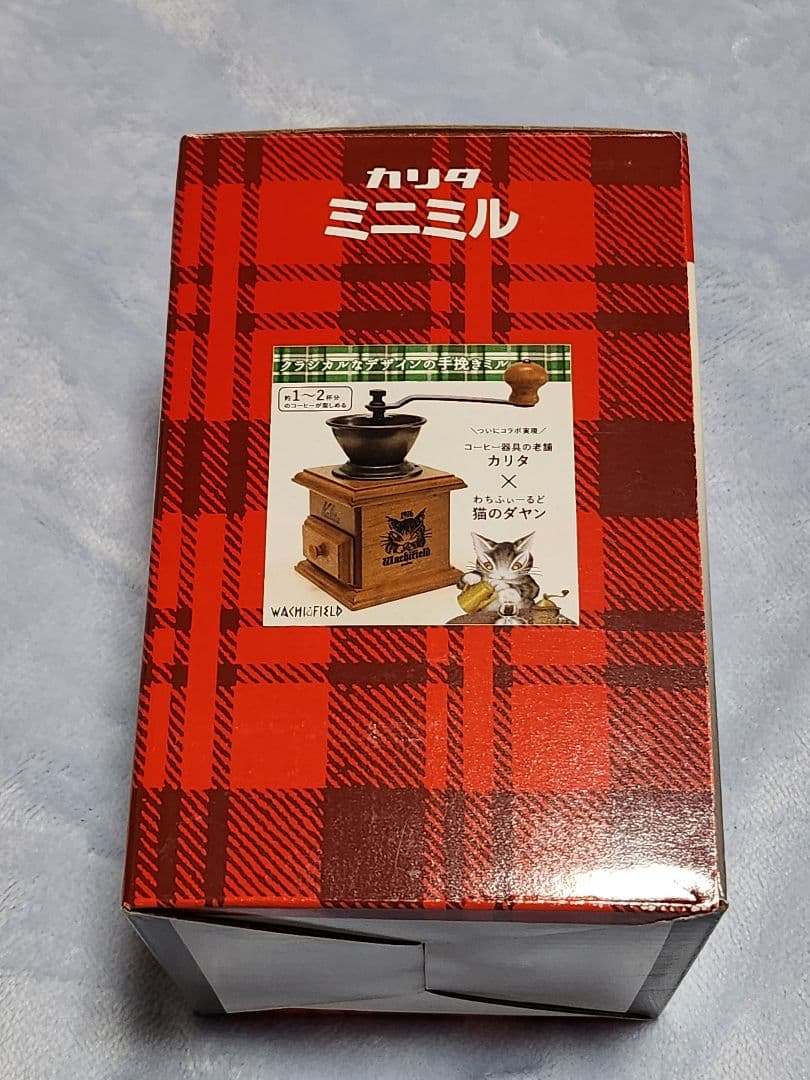 カリタ
ミニミル
クラシカルなデザインの手挽きミル
約1〜2杯分
のコーヒーが楽しめる
＼ついにコラボ実現／
コーヒー器具の老舗
カリタ
×
わちふぃーるど
猫のダヤン
1976
Wachifield
WACHIFIELD